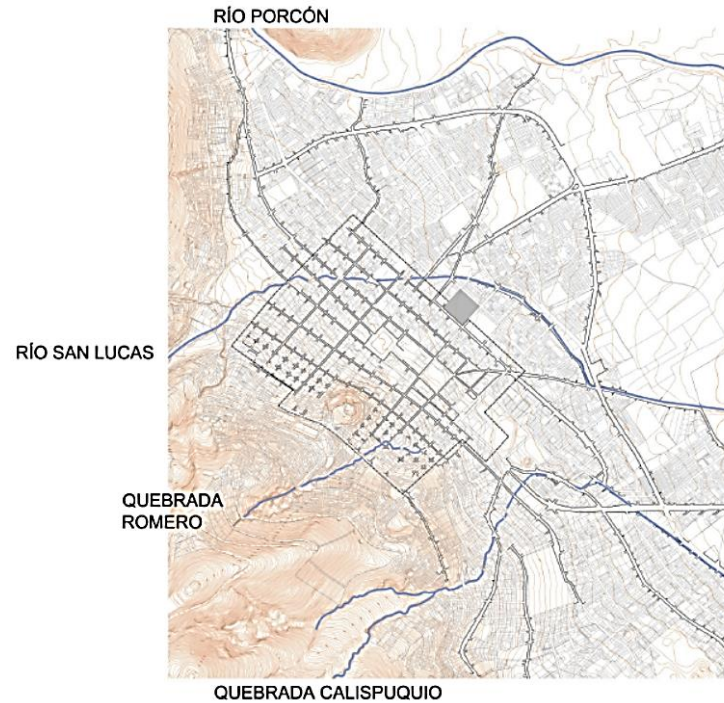 RÍO PORCÓN
RÍO SAN LUCAS
QUEBRADA
ROMERO
QUEBRADA CALISPUQUIO